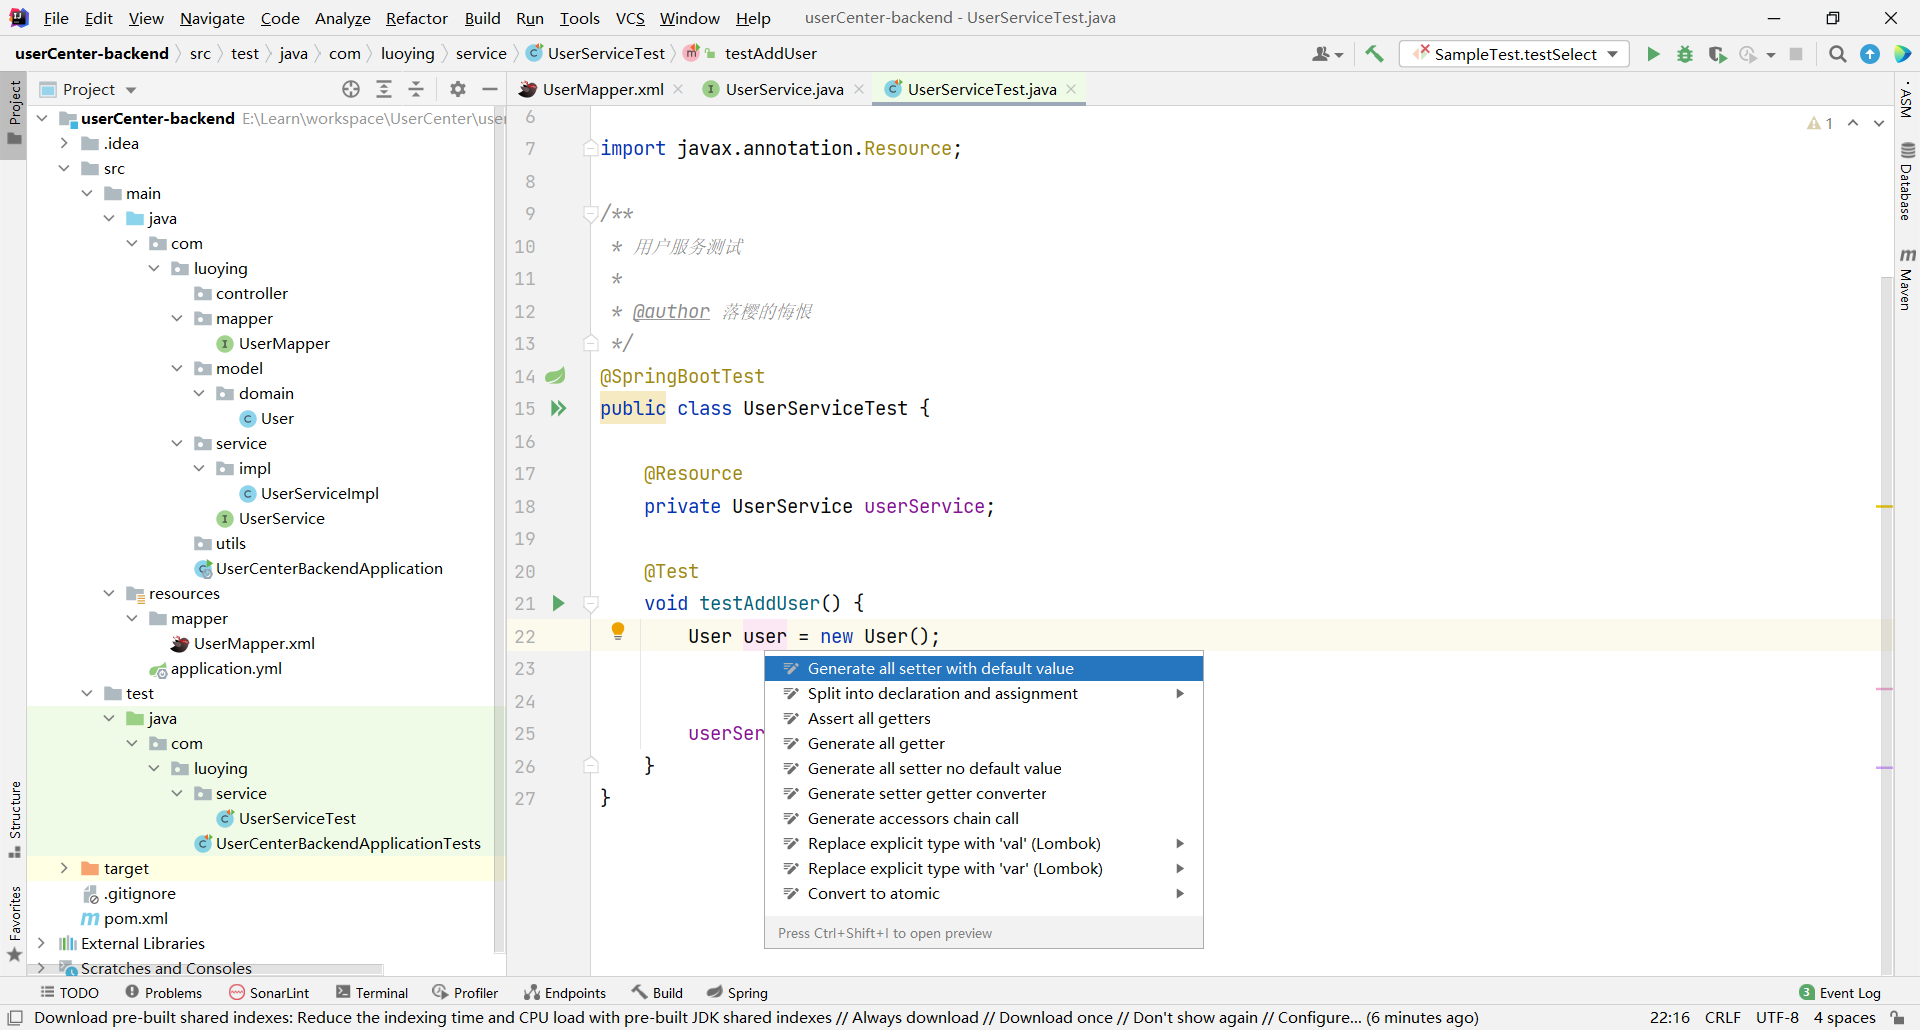 File Edit View Navigate Code Analyze Refactor Build Run Tools VCS Window Help userCenter-backend - UserServiceTest.java
userCenter-backend src test java com luoying service UserServiceTest testAddUser SampleTest.testSelect
Project
Project
UserMapper.xml UserService.java UserServiceTest.java
userCenter-backend E:\Learn\workspace\UserCenter\user
.idea
src
main
java
com
luoying
controller
mapper
UserMapper
model
domain
User
service
impl
UserServiceImpl
UserService
utils
UserCenterBackendApplication
resources
mapper
UserMapper.xml
application.yml
test
java
com
luoying
service
UserServiceTest
UserCenterBackendApplicationTests
target
.gitignore
pom.xml
External Libraries
Scratches and Consoles
Structure
Favorites
6
7 import javax.annotation.Resource;
8
9 /**
10 * 用户服务测试
11 *
12 * @author 落樱的悔恨
13 */
14 @SpringBootTest
15 public class UserServiceTest {
16
17 @Resource
18 private UserService userService;
19
20 @Test
21 void testAddUser() {
22 User user = new User();
23
24
25 userSer
26 }
27 }
1
Generate all setter with default value
Split into declaration and assignment
Assert all getters
Generate all getter
Generate all setter no default value
Generate setter getter converter
Generate accessors chain call
Replace explicit type with 'val' (Lombok)
Replace explicit type with 'var' (Lombok)
Convert to atomic
Press Ctrl+Shift+I to open preview
ASM
Database
m Maven
TODO Problems SonarLint Terminal Profiler Endpoints Build Spring 3 Event Log
Download pre-built shared indexes: Reduce the indexing time and CPU load with pre-built JDK shared indexes // Always download // Download once // Don't show again // Configure... (6 minutes ago) 22:16 CRLF UTF-8 4 spaces